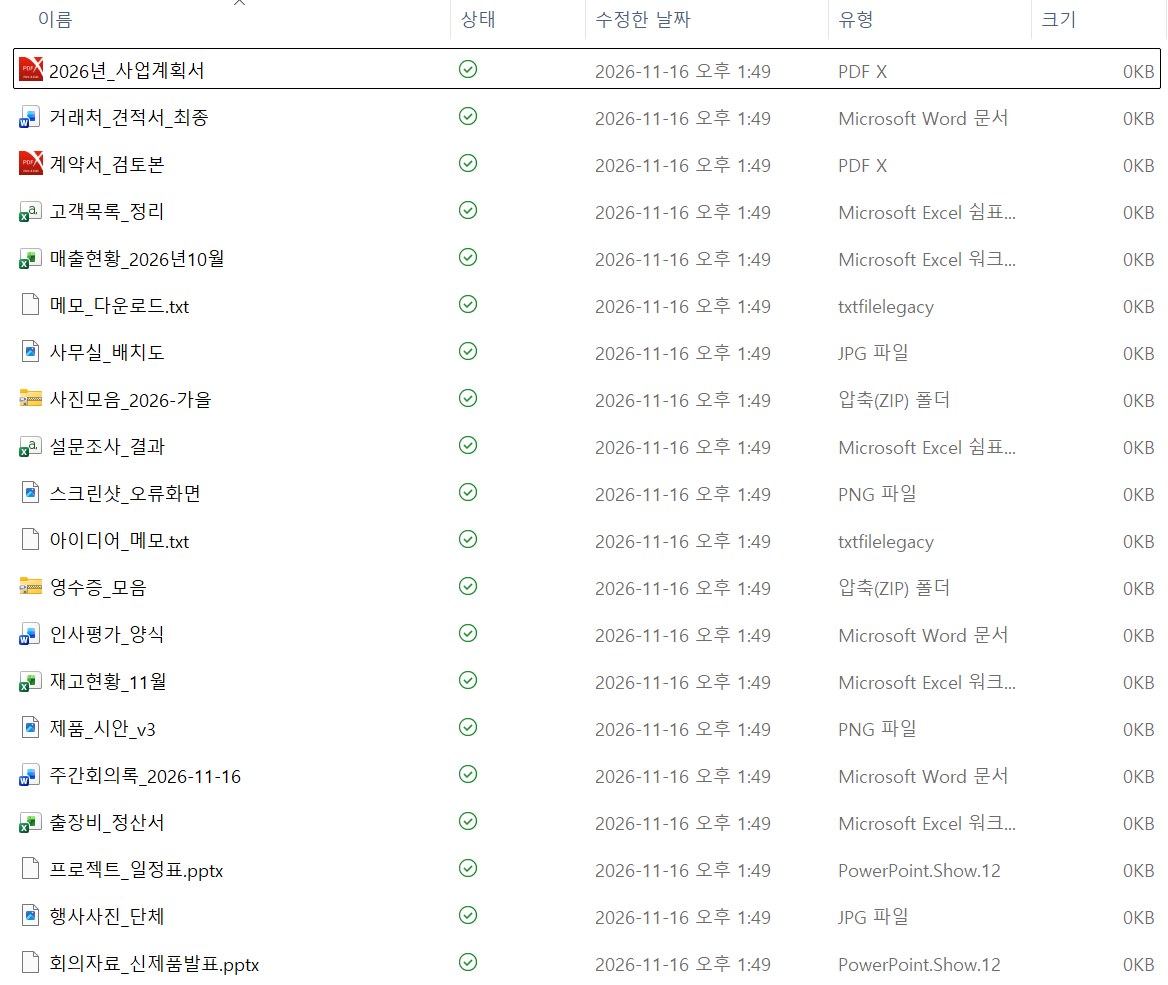 이름 상태 수정한 날짜 유형 크기
2026년_사업계획서 2026-11-16 오후 1:49 PDF X 0KB
거래처_견적서_최종 2026-11-16 오후 1:49 Microsoft Word 문서 0KB
계약서_검토본 2026-11-16 오후 1:49 PDF X 0KB
고객목록_정리 2026-11-16 오후 1:49 Microsoft Excel 쉼표... 0KB
매출현황_2026년10월 2026-11-16 오후 1:49 Microsoft Excel 워크... 0KB
메모_다운로드.txt 2026-11-16 오후 1:49 txtfilelegacy 0KB
사무실_배치도 2026-11-16 오후 1:49 JPG 파일 0KB
사진모음_2026-가을 2026-11-16 오후 1:49 압축(ZIP) 폴더 0KB
설문조사_결과 2026-11-16 오후 1:49 Microsoft Excel 쉼표... 0KB
스크린샷_오류화면 2026-11-16 오후 1:49 PNG 파일 0KB
아이디어_메모.txt 2026-11-16 오후 1:49 txtfilelegacy 0KB
영수증_모음 2026-11-16 오후 1:49 압축(ZIP) 폴더 0KB
인사평가_양식 2026-11-16 오후 1:49 Microsoft Word 문서 0KB
재고현황_11월 2026-11-16 오후 1:49 Microsoft Excel 워크... 0KB
제품_시안_v3 2026-11-16 오후 1:49 PNG 파일 0KB
주간회의록_2026-11-16 2026-11-16 오후 1:49 Microsoft Word 문서 0KB
출장비_정산서 2026-11-16 오후 1:49 Microsoft Excel 워크... 0KB
프로젝트_일정표.pptx 2026-11-16 오후 1:49 PowerPoint.Show.12 0KB
행사사진_단체 2026-11-16 오후 1:49 JPG 파일 0KB
회의자료_신제품발표.pptx 2026-11-16 오후 1:49 PowerPoint.Show.12 0KB